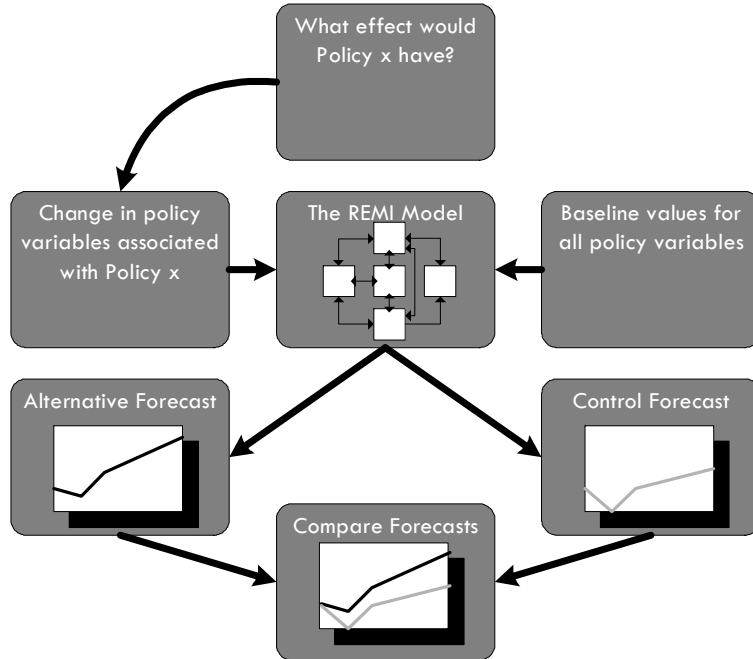 What effect would
Policy x have?
Change in policy
variables associated
with Policy x
The REMI Model
Baseline values for
all policy variables
Alternative Forecast
Control Forecast
Compare Forecasts